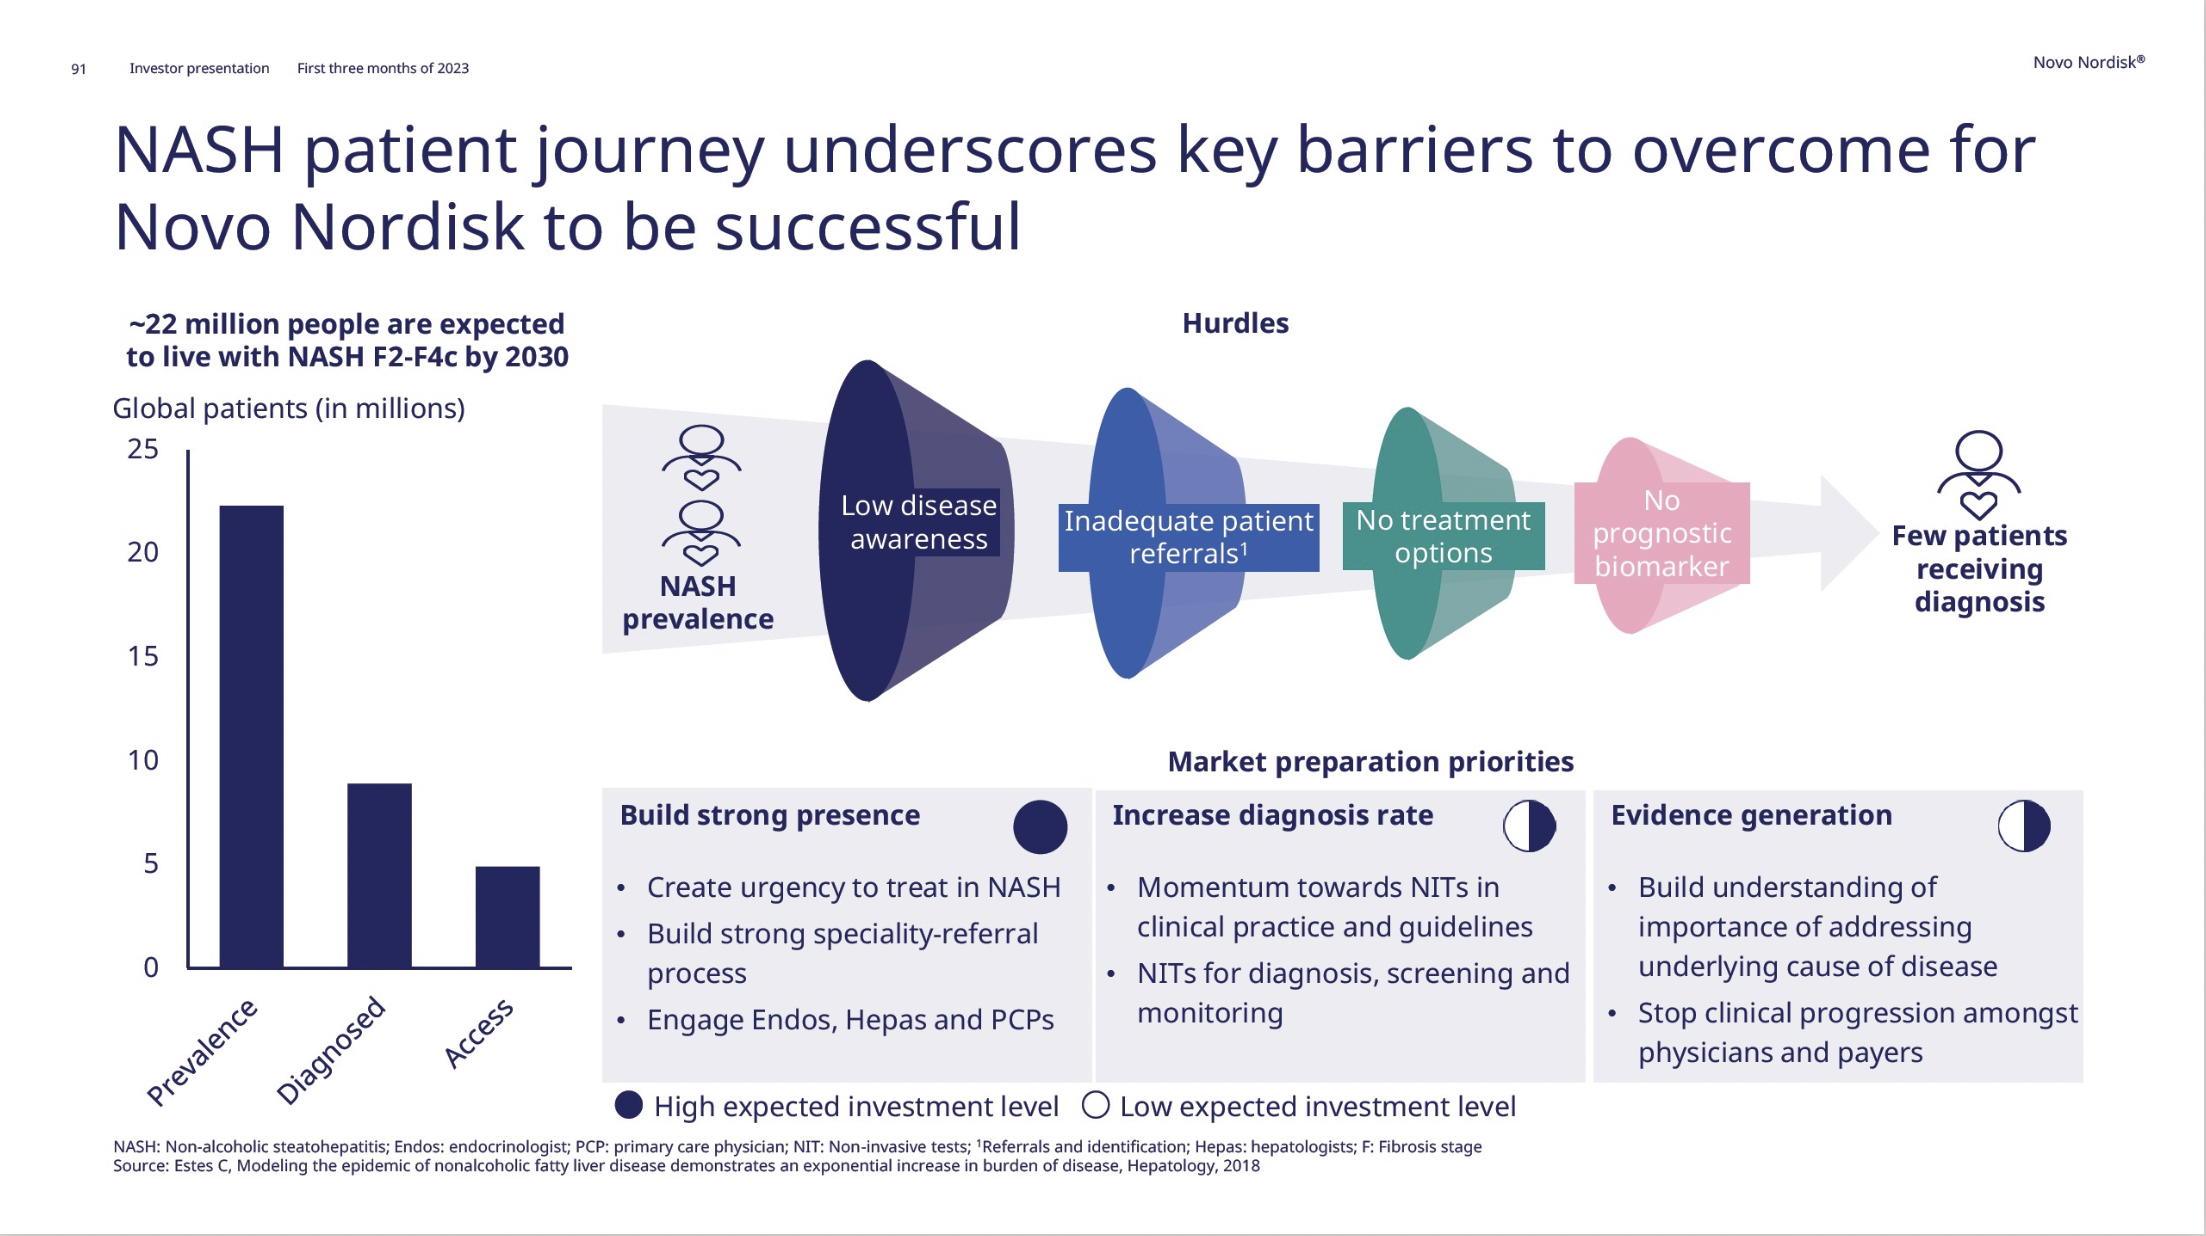 91 Investor presentation First three months of 2023
Novo Nordisk®
NASH patient journey underscores key barriers to overcome for
Novo Nordisk to be successful
~22 million people are expected
to live with NASH F2-F4c by 2030
Global patients (in millions)
25
20
15
10
5
0
Prevalence
Diagnosed
Access
Hurdles
NASH
prevalence
Low disease
awareness
Inadequate patient
referrals¹
No treatment
options
No
prognostic
biomarker
Few patients
receiving
diagnosis
Market preparation priorities
Build strong presence
• Create urgency to treat in NASH
• Build strong speciality-referral
process
• Engage Endos, Hepas and PCPs
Increase diagnosis rate
• Momentum towards NITs in
clinical practice and guidelines
• NITs for diagnosis, screening and
monitoring
Evidence generation
• Build understanding of
importance of addressing
underlying cause of disease
• Stop clinical progression amongst
physicians and payers
High expected investment level
Low expected investment level
NASH: Non-alcoholic steatohepatitis; Endos: endocrinologist; PCP: primary care physician; NIT: Non-invasive tests; ¹Referrals and identification; Hepas: hepatologists; F: Fibrosis stage
Source: Estes C, Modeling the epidemic of nonalcoholic fatty liver disease demonstrates an exponential increase in burden of disease, Hepatology, 2018